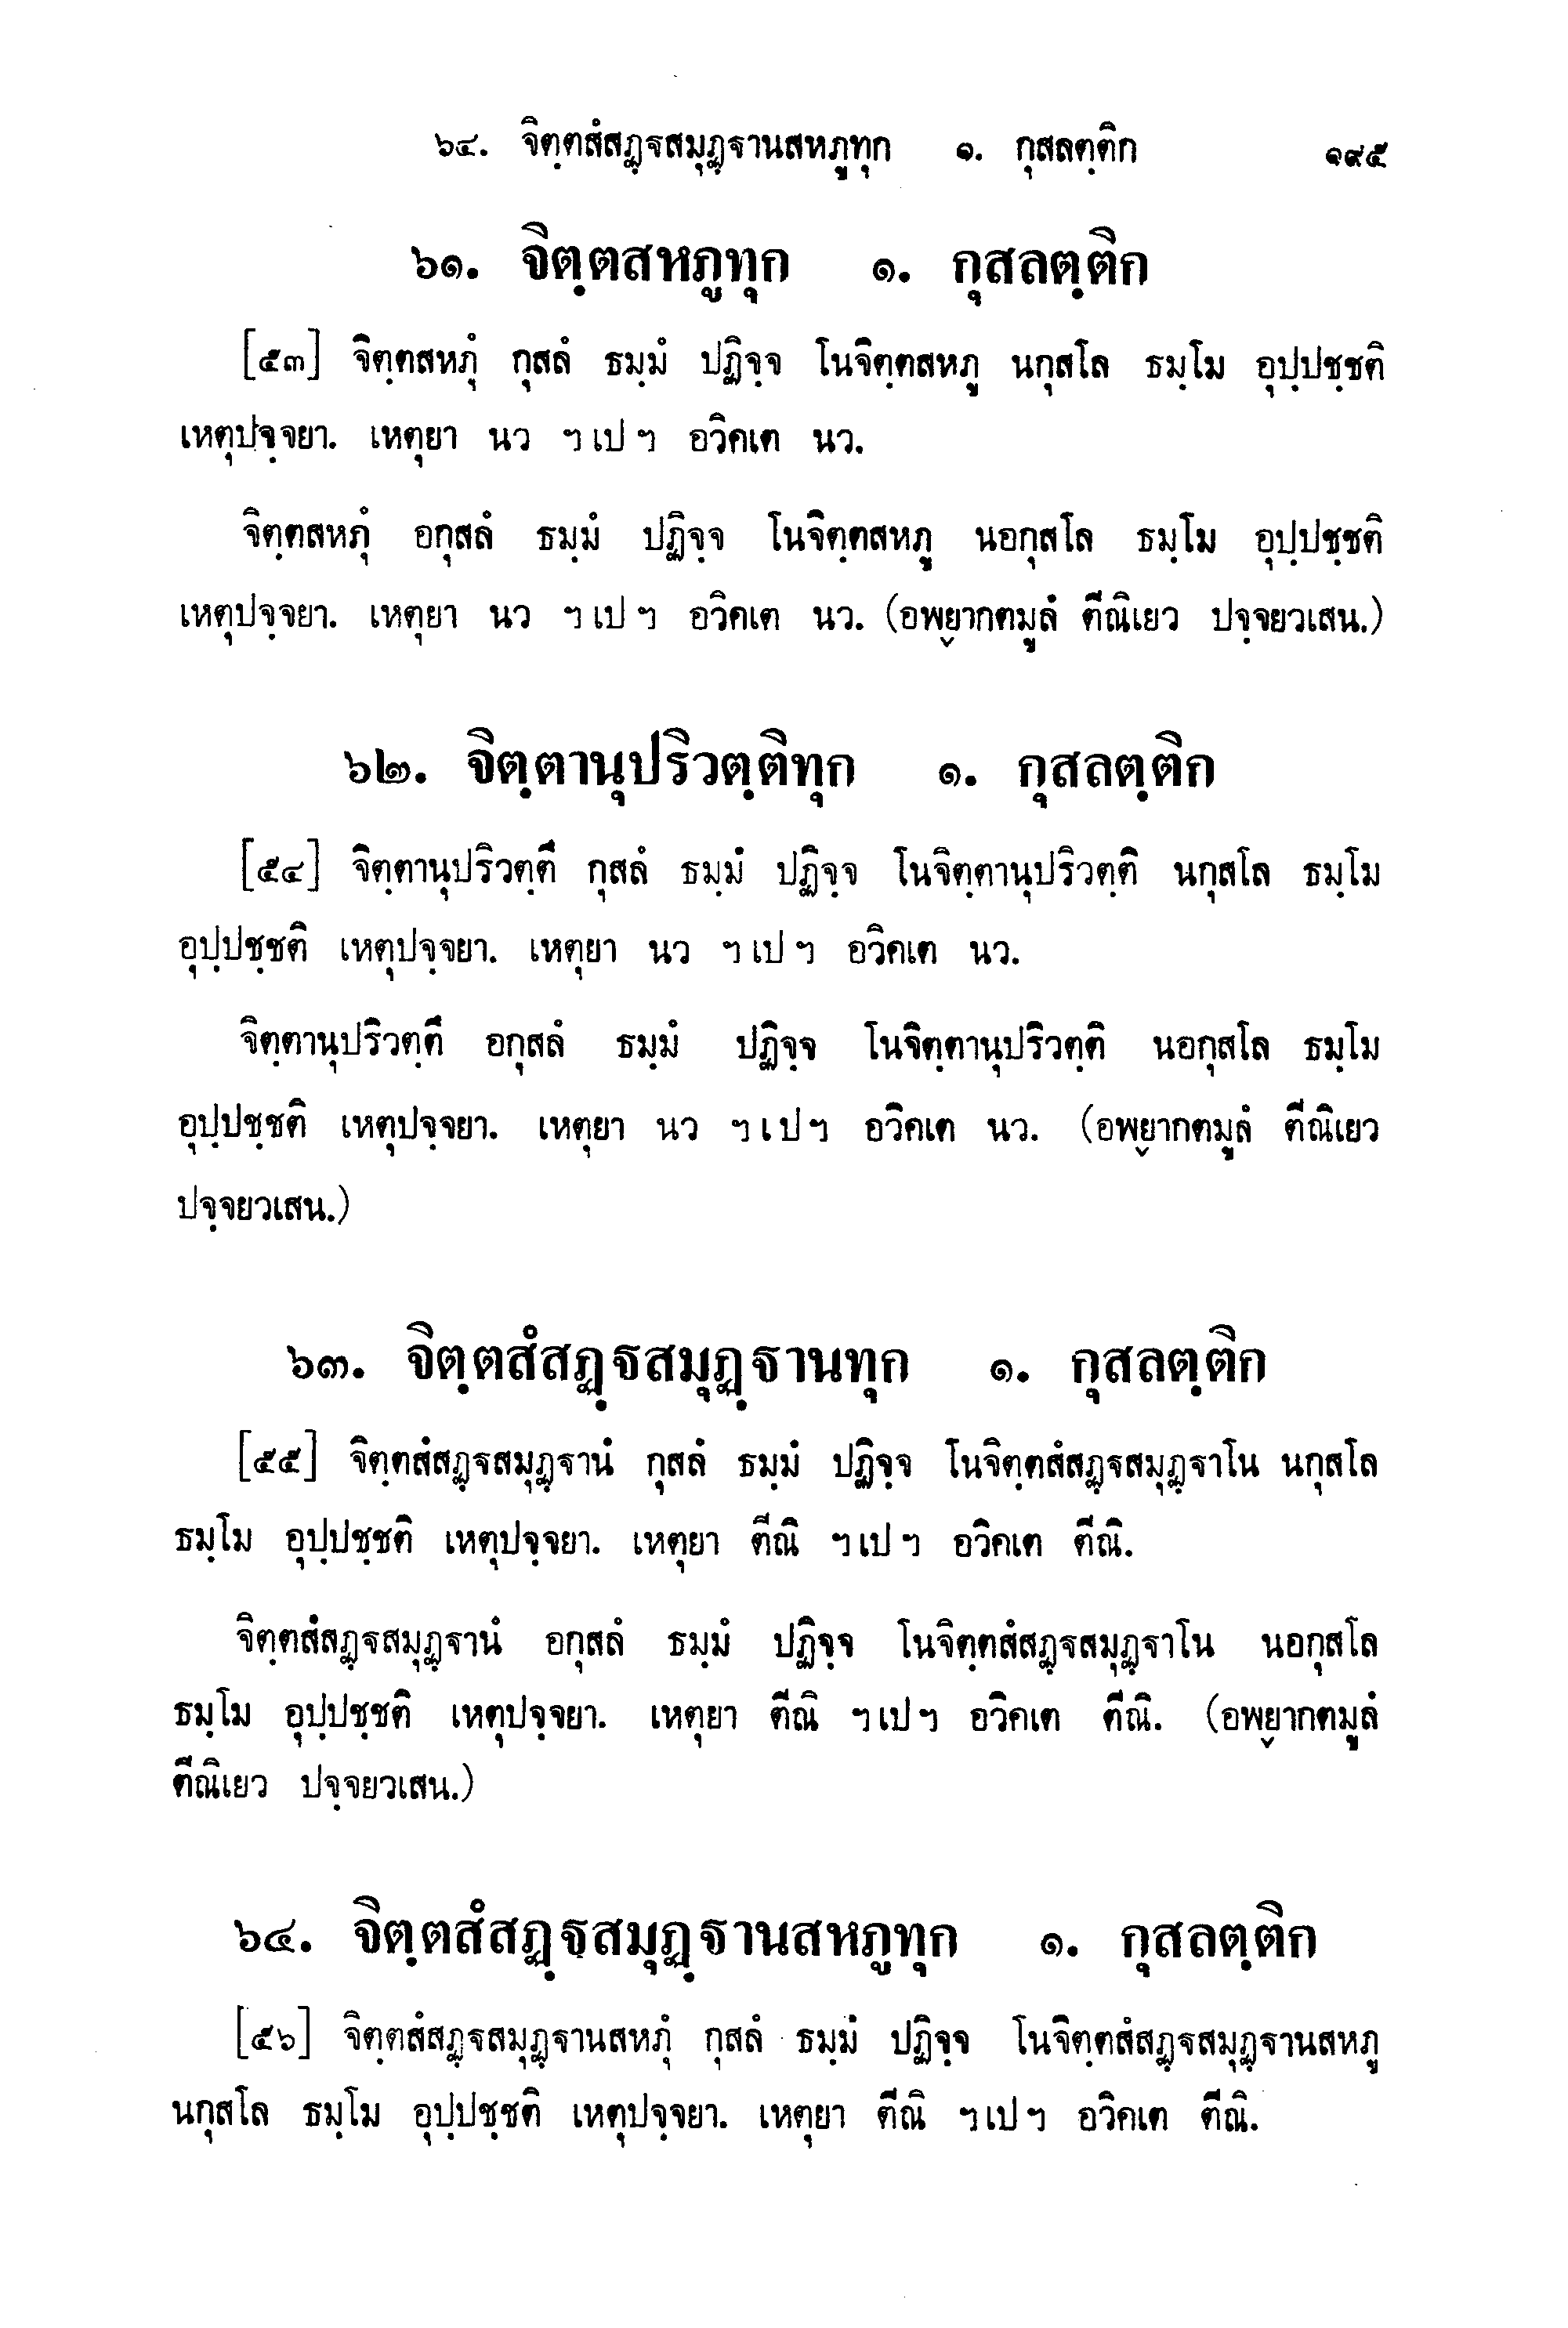 ๖๔. จิตฺตสํสฏฺฐสมุฏฺฐานสหภูทุก ๑. กุสลตฺติก ๑๙๕
๖๑. จิตฺตสหภูทุก ๑. กุสลตฺติก
[๕๓] จิตฺตสหภุํ กุสลํ ธมฺมํ ปฏิจฺจ โนจิตฺตสหภู นกุสโล ธมฺโม อุปฺปชฺชติ
เหตุปจฺจยา. เหตุยา นว ฯ เป ฯ อวิคเต นว.
จิตฺตสหภุํ อกุสลํ ธมฺมํ ปฏิจฺจ โนจิตฺตสหภู นอกุสโล ธมฺโม อุปฺปชฺชติ
เหตุปจฺจยา. เหตุยา นว ฯ เป ฯ อวิคเต นว. (อพฺยากตมูลํ ตีณิเยว ปจฺจยวเสน.)
๖๒. จิตฺตานุปริวตฺติทุก ๑. กุสลตฺติก
[๕๔] จิตฺตานุปริวตฺตึ กุสลํ ธมฺมํ ปฏิจฺจ โนจิตฺตานุปริวตฺติ นกุสโล ธมฺโม
อุปฺปชฺชติ เหตุปจฺจยา. เหตุยา นว ฯ เป ฯ อวิคเต นว.
จิตฺตานุปริวตฺตึ อกุสลํ ธมฺมํ ปฏิจฺจ โนจิตฺตานุปริวตฺติ นอกุสโล ธมฺโม
อุปฺปชฺชติ เหตุปจฺจยา. เหตุยา นว ฯ เป ฯ อวิคเต นว. (อพฺยากตมูลํ ตีณิเยว
ปจฺจยวเสน.)
๖๓. จิตฺตสํสฏฺฐสมุฏฺฐานทุก ๑. กุสลตฺติก
[๕๕] จิตฺตสํสฏฺฐสมุฏฺฐานํ กุสลํ ธมฺมํ ปฏิจฺจ โนจิตฺตสํสฏฺฐสมุฏฺฐาโน นกุสโล
ธมฺโม อุปฺปชฺชติ เหตุปจฺจยา. เหตุยา ตีณิ ฯ เป ฯ อวิคเต ตีณิ.
จิตฺตสํสฏฺฐสมุฏฺฐานํ อกุสลํ ธมฺมํ ปฏิจฺจ โนจิตฺตสํสฏฺฐสมุฏฺฐาโน นอกุสโล
ธมฺโม อุปฺปชฺชติ เหตุปจฺจยา. เหตุยา ตีณิ ฯ เป ฯ อวิคเต ตีณิ. (อพฺยากตมูลํ
ตีณิเยว ปจฺจยวเสน.)
๖๔. จิตฺตสํสฏฺฐสมุฏฺฐานสหภูทุก ๑. กุสลตฺติก
[๕๖] จิตฺตสํสฏฺฐสมุฏฺฐานสหภุํ กุสลํ ธมฺมํ ปฏิจฺจ โนจิตฺตสํสฏฺฐสมุฏฺฐานสหภู
นกุสโล ธมฺโม อุปฺปชฺชติ เหตุปจฺจยา. เหตุยา ตีณิ ฯ เป ฯ อวิคเต ตีณิ.